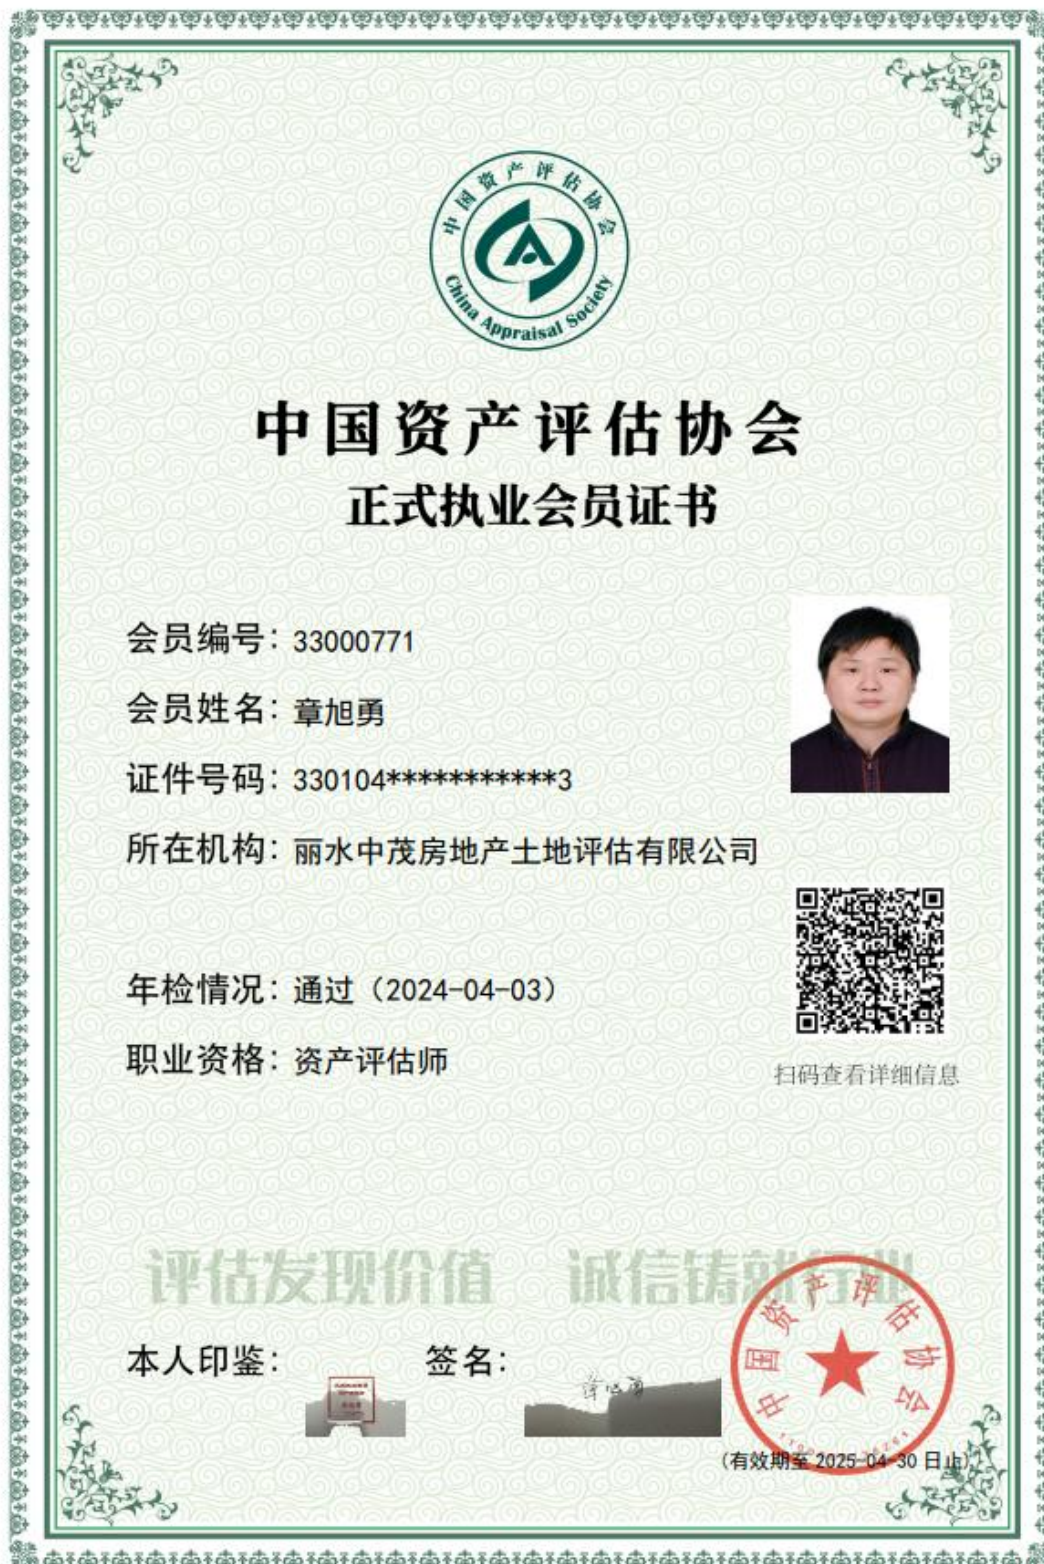 中国资产评估协会
China Appraisal Society
中国资产评估协会
正式执业会员证书
会员编号：33000771
会员姓名：章旭勇
证件号码：330104***********3
所在机构：丽水中茂房地产土地评估有限公司
年检情况：通过（2024-04-03）
职业资格：资产评估师
扫码查看详细信息
评估发现价值 诚信铸就行业
本人印鉴： 签名：
章旭勇
中国资产评估协会
（有效期至 2025-04-30 日止）